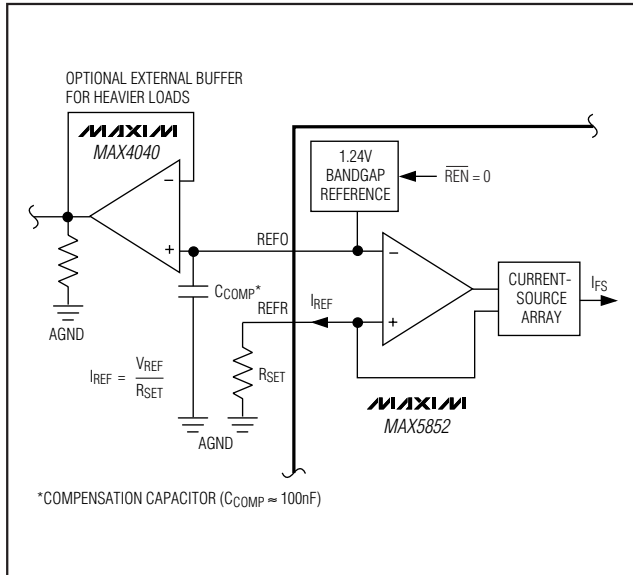 OPTIONAL EXTERNAL BUFFER
FOR HEAVIER LOADS
MAXIM
MAX4040
1.24V
BANDGAP
REFERENCE
REN = 0
−
+
REFO
−
+
CURRENT-
SOURCE
ARRAY
IFS
CCOMP*
REFR
IREF
AGND
IREF = VREF
RSET
RSET
AGND
MAXIM
MAX5852
*COMPENSATION CAPACITOR (CCOMP ≈ 100nF)